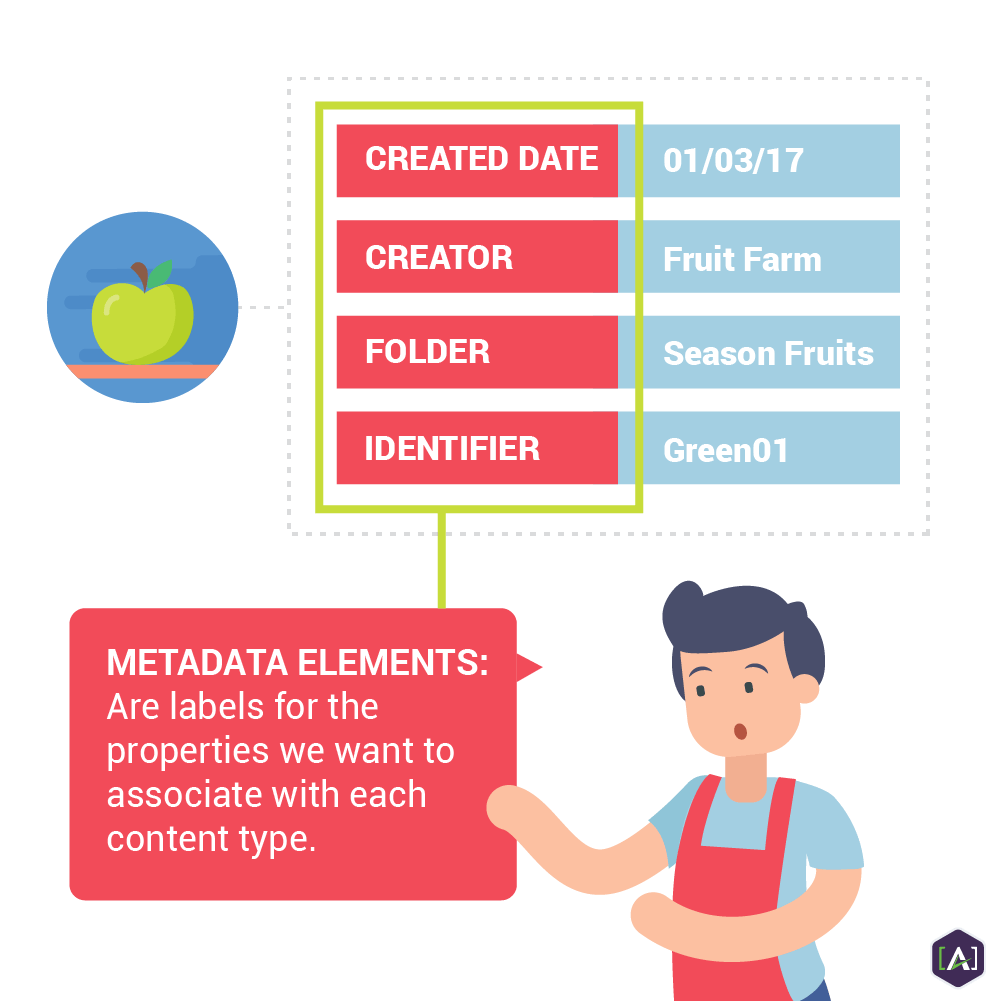 CREATED DATE 01/03/17
CREATOR Fruit Farm
FOLDER Season Fruits
IDENTIFIER Green01
METADATA ELEMENTS:
Are labels for the
properties we want to
associate with each
content type.
[A]